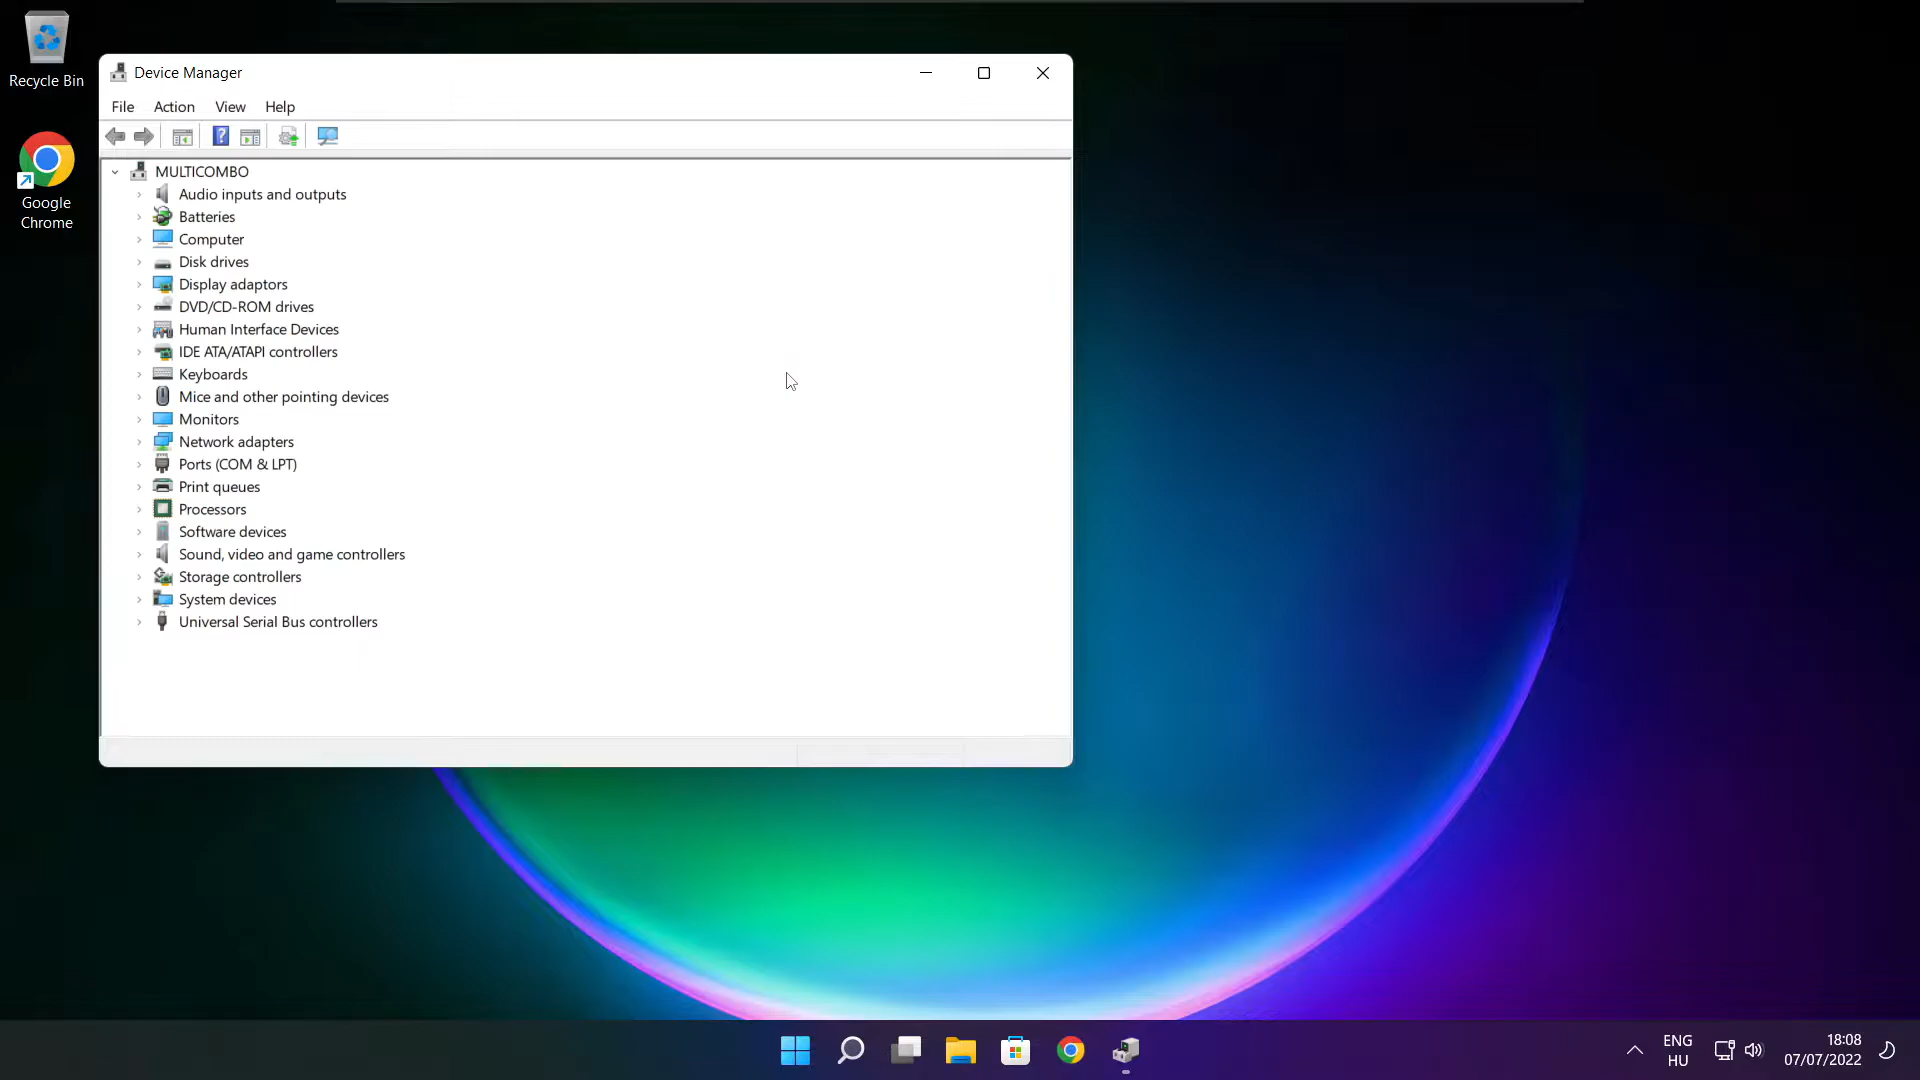 Recycle Bin
Google
Chrome
Device Manager
File Action View Help
MULTICOMBO
Audio inputs and outputs
Batteries
Computer
Disk drives
Display adaptors
DVD/CD-ROM drives
Human Interface Devices
IDE ATA/ATAPI controllers
Keyboards
Mice and other pointing devices
Monitors
Network adapters
Ports (COM & LPT)
Print queues
Processors
Software devices
Sound, video and game controllers
Storage controllers
System devices
Universal Serial Bus controllers
ENG
HU
18:08
07/07/2022